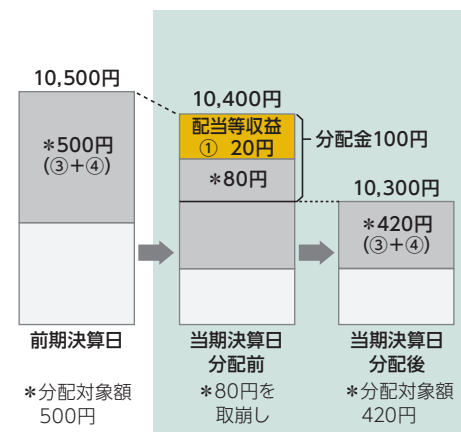 10,500円
＊500円
(③＋④)
前期決算日
＊分配対象額
500円
10,400円
配当等収益
① 20円
＊80円
分配金100円
当期決算日
分配前
＊80円を
取崩し
10,300円
＊420円
(③＋④)
当期決算日
分配後
＊分配対象額
420円